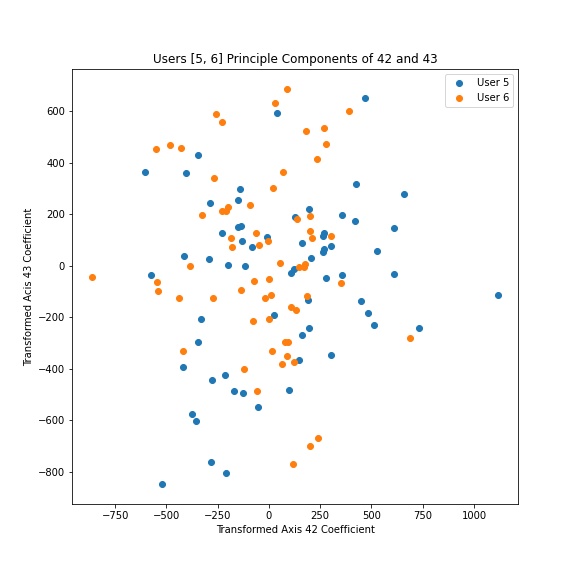 Users [5, 6] Principle Components of 42 and 43
User 5
User 6
600
400
200
0
−200
−400
−600
−800
Transformed Acis 43 Coefficient
−750 −500 −250 0 250 500 750 1000
Transformed Axis 42 Coefficient